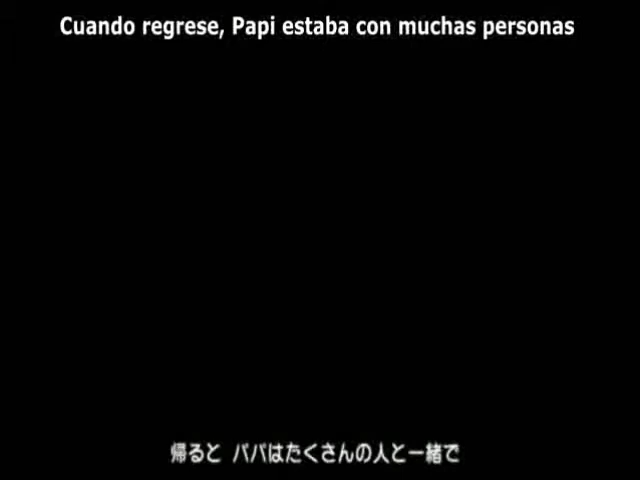 Cuando regrese, Papi estaba con muchas personas
帰ると パパはたくさんの人と一緒で